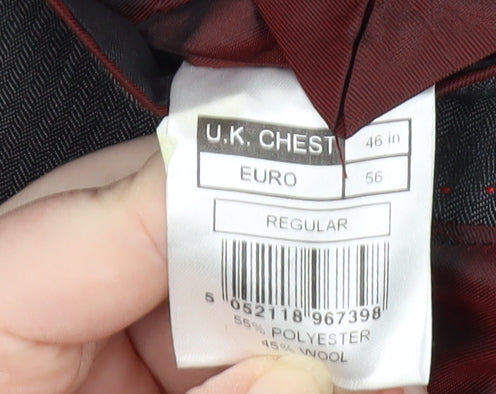 U.K. CHEST 46 in
EURO 56
REGULAR
5 052118 967398
55% POLYESTER
45% WOOL